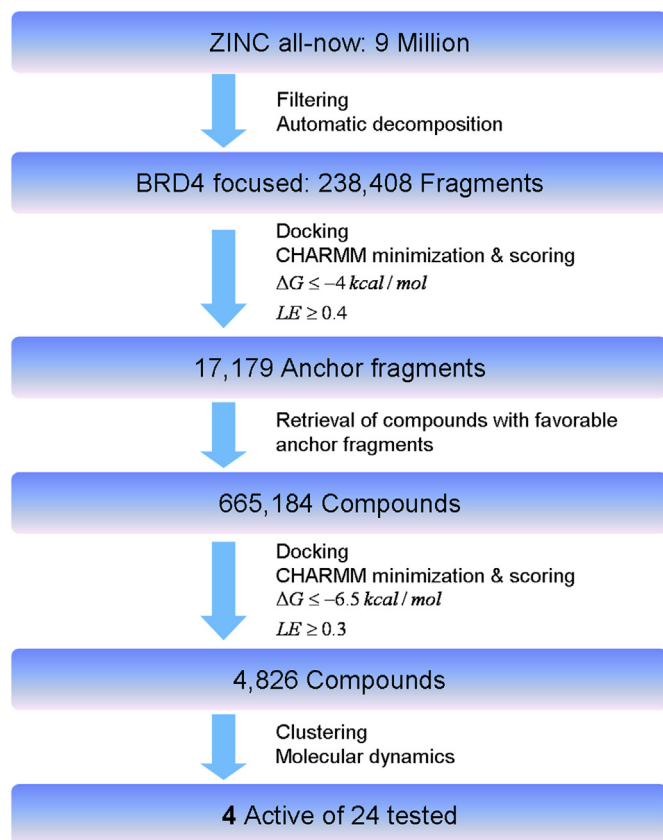 ZINC all-now: 9 Million
Filtering
Automatic decomposition
BRD4 focused: 238,408 Fragments
Docking
CHARMM minimization & scoring
ΔG ≤ −4 kcal / mol
LE ≥ 0.4
17,179 Anchor fragments
Retrieval of compounds with favorable
anchor fragments
665,184 Compounds
Docking
CHARMM minimization & scoring
ΔG ≤ −6.5 kcal / mol
LE ≥ 0.3
4,826 Compounds
Clustering
Molecular dynamics
4 Active of 24 tested